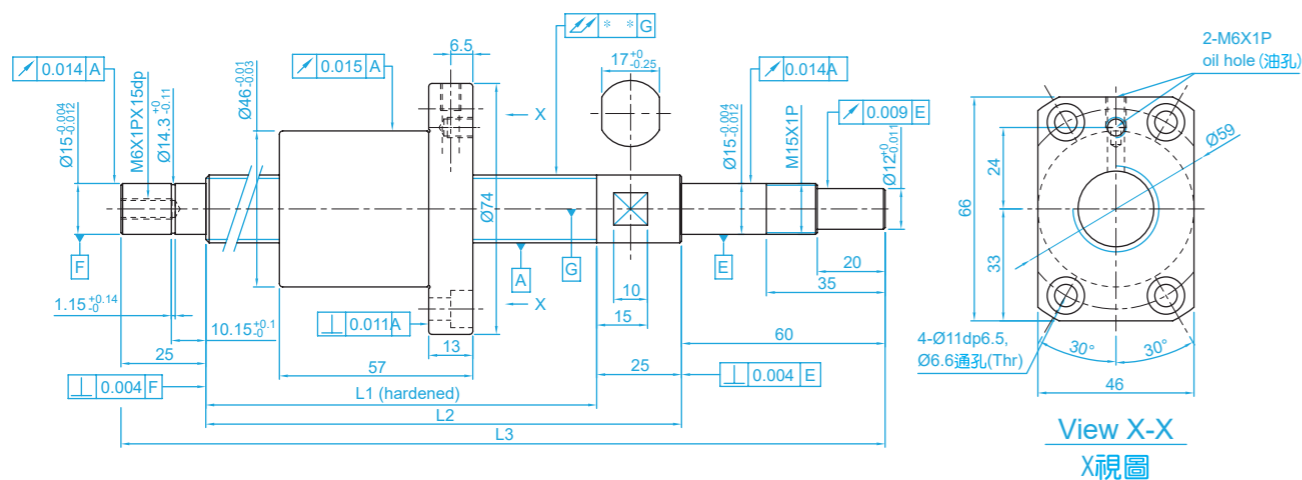 6.5
⌰ * * G
17 +0 -0.25
2-M6X1P
oil hole (油孔)
↗ 0.014 A
↗ 0.015 A
↗ 0.014A
↗ 0.009 E
Ø15 -0.004 -0.012
M6X1PX15dp
Ø14.3 +0 -0.11
Ø46 -0.01 -0.03
X
Ø74
Ø15 -0.004 -0.012
M15X1P
Ø12 +0 -0.011
Ø59
24
66
33
F
A
G
E
X
20
35
10
15
1.15 +0.14 -0
10.15 +0.1 -0
⊥ 0.011A
60
25
13
57
25
⊥ 0.004 F
⊥ 0.004 E
L1 (hardened)
L2
L3
4-Ø11dp6.5,
Ø6.6通孔(Thr)
30°
30°
46
View X-X
X視圖